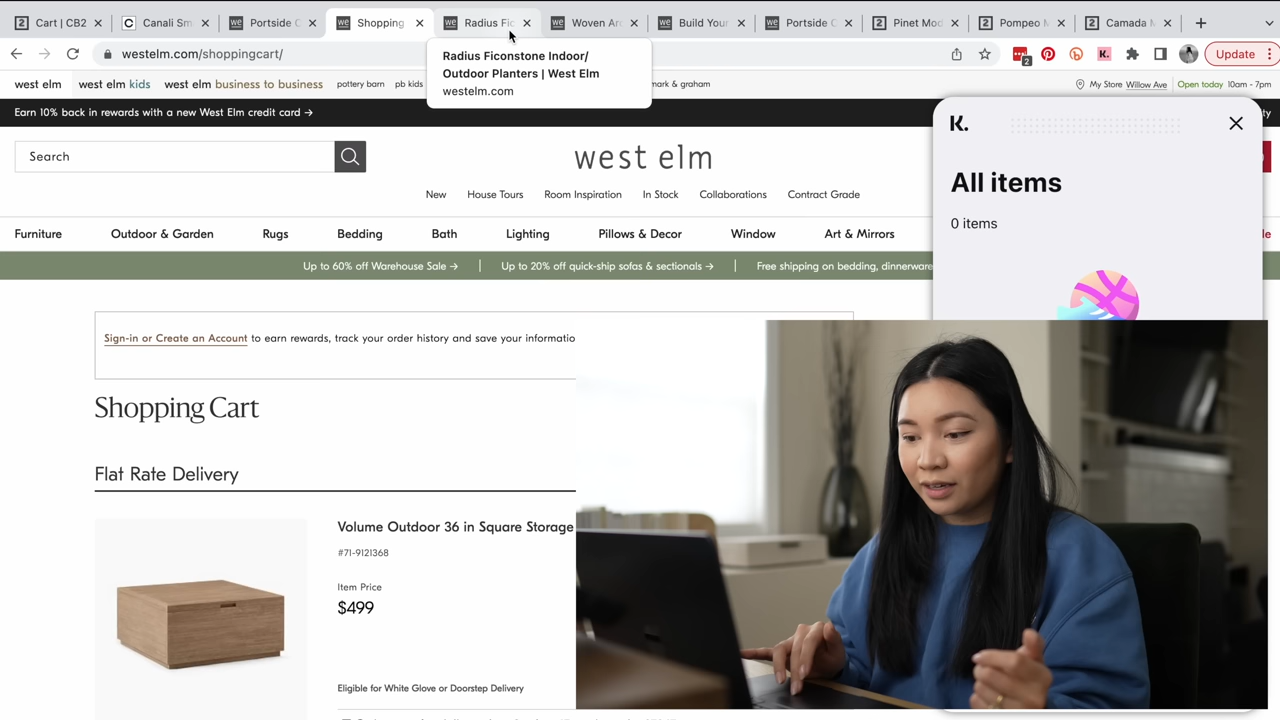 Cart | CB2
Canali Sm
Portside C
Shopping
Radius Fic
Woven Arc
Build Your
Portside C
Pinet Mod
Pompeo M
Camada M
westelm.com/shoppingcart/
2
Update
Radius Ficonstone Indoor/
Outdoor Planters | West Elm
westelm.com
west elm
west elm kids
west elm business to business
pottery barn
pb kids
mark & graham
My Store Willow Ave
Open today 10am - 7pm
Earn 10% back in rewards with a new West Elm credit card →
Search
west elm
New
House Tours
Room Inspiration
In Stock
Collaborations
Contract Grade
Furniture
Outdoor & Garden
Rugs
Bedding
Bath
Lighting
Pillows & Decor
Window
Art & Mirrors
Up to 60% off Warehouse Sale →
Up to 20% off quick-ship sofas & sectionals →
Free shipping on bedding, dinnerware
K.
All items
0 items
Sign-in or Create an Account to earn rewards, track your order history and save your informatio
Shopping Cart
Flat Rate Delivery
Volume Outdoor 36 in Square Storage
#71-9121368
Item Price
$499
Eligible for White Glove or Doorstep Delivery